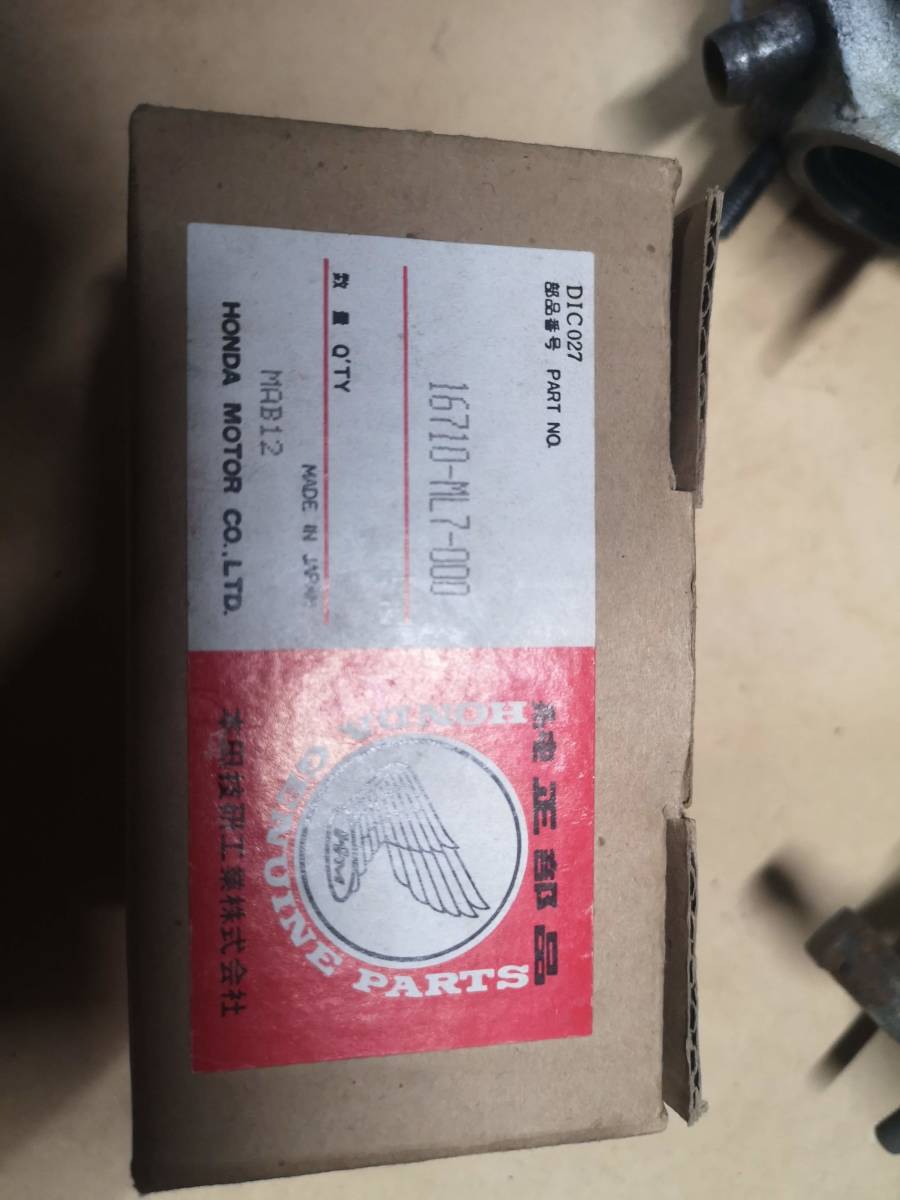 DIC027
部品番号 PART NO.
16710-ML7-000
数量 Q'TY
MADE IN JAPAN
MAB12
HONDA MOTOR CO.,LTD.
正部品
HONDA GENUINE PARTS
本田技研工業株式会社